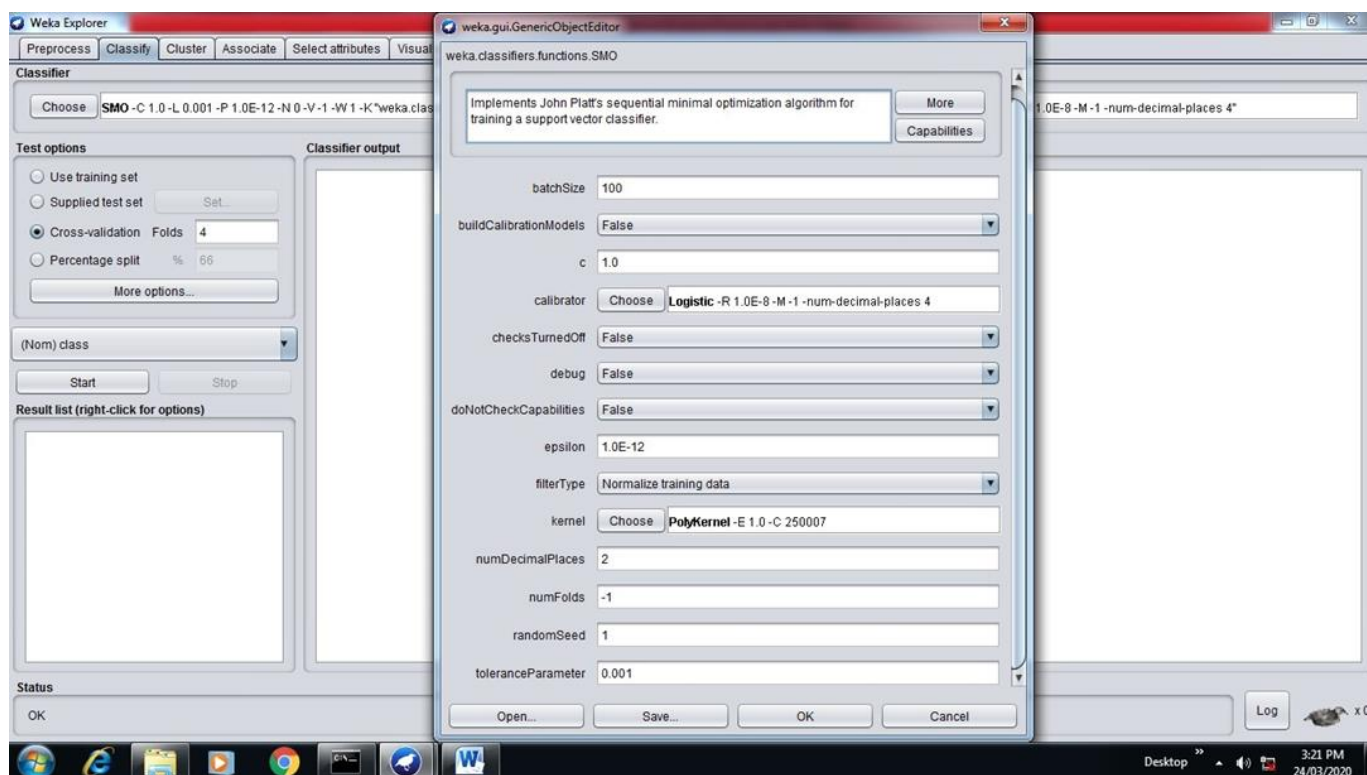 Weka Explorer
Preprocess Classify Cluster Associate Select attributes Visual
Classifier
Choose SMO -C 1.0 -L 0.001 -P 1.0E-12 -N 0 -V -1 -W 1 -K "weka.clas
1.0E-8 -M -1 -num-decimal-places 4"
Test options
Use training set
Supplied test set Set...
Cross-validation Folds 4
Percentage split % 66
More options...
(Nom) class
Start Stop
Result list (right-click for options)
Classifier output
Status
OK
Log
x 0
weka.gui.GenericObjectEditor
weka.classifiers.functions.SMO
Implements John Platt's sequential minimal optimization algorithm for
training a support vector classifier.
More
Capabilities
batchSize 100
buildCalibrationModels False
c 1.0
calibrator Choose Logistic -R 1.0E-8 -M -1 -num-decimal-places 4
checksTurnedOff False
debug False
doNotCheckCapabilities False
epsilon 1.0E-12
filterType Normalize training data
kernel Choose PolyKernel -E 1.0 -C 250007
numDecimalPlaces 2
numFolds -1
randomSeed 1
toleranceParameter 0.001
Open... Save... OK Cancel
Desktop
3:21 PM
24/03/2020